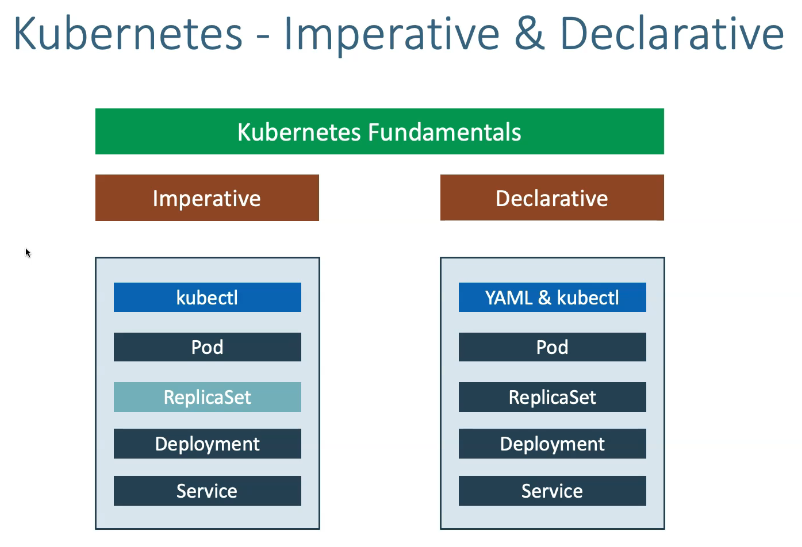 Kubernetes - Imperative & Declarative
Kubernetes Fundamentals
Imperative
Declarative
kubectl
Pod
ReplicaSet
Deployment
Service
YAML & kubectl
Pod
ReplicaSet
Deployment
Service